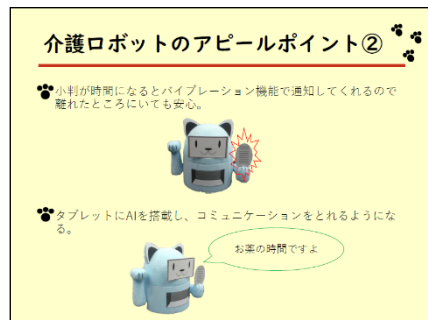 介護ロボットのアピールポイント②
小判が時間になるとバイブレーション機能で通知してくれるので
離れたところにいても安心。
タブレットにAIを搭載し、コミュニケーションをとれるようにな
る。
お薬の時間ですよ